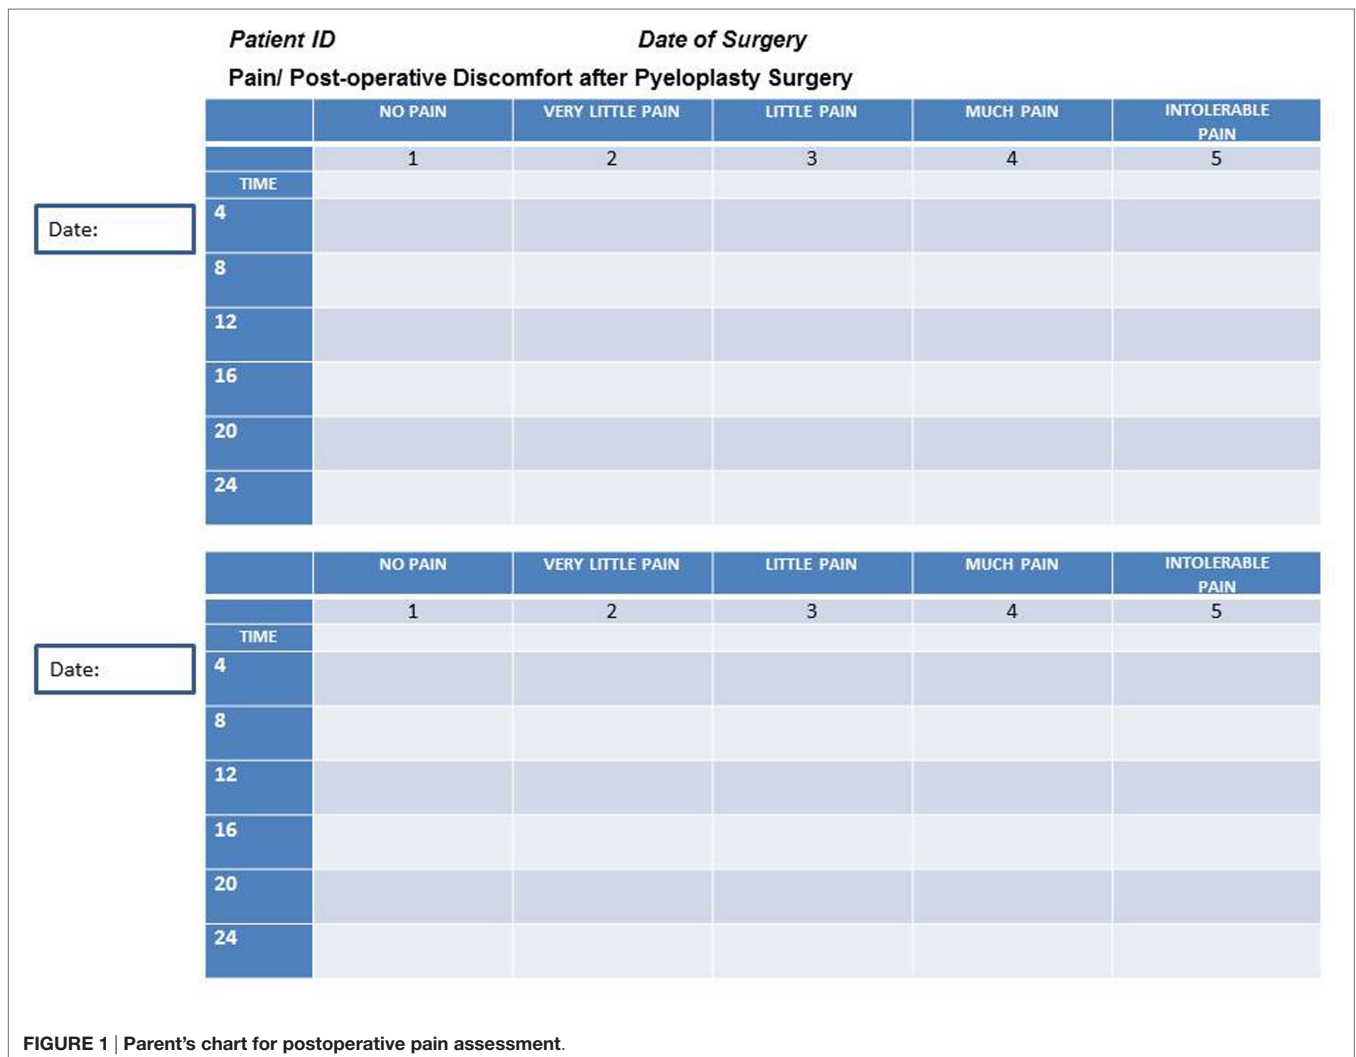 Patient ID Date of Surgery
Pain/ Post-operative Discomfort after Pyeloplasty Surgery
NO PAIN VERY LITTLE PAIN LITTLE PAIN MUCH PAIN INTOLERABLE PAIN
1 2 3 4 5
TIME
Date:
4
8
12
16
20
24
NO PAIN VERY LITTLE PAIN LITTLE PAIN MUCH PAIN INTOLERABLE PAIN
1 2 3 4 5
TIME
Date:
4
8
12
16
20
24
FIGURE 1 | Parent's chart for postoperative pain assessment.